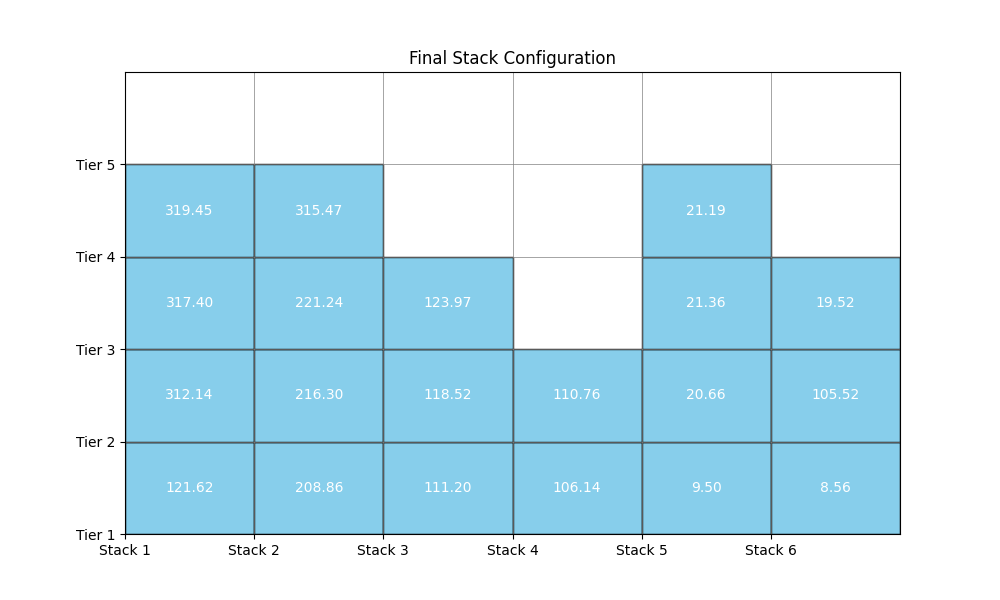 Final Stack Configuration
Tier 5
319.45 315.47 21.19
Tier 4
317.40 221.24 123.97 21.36 19.52
Tier 3
312.14 216.30 118.52 110.76 20.66 105.52
Tier 2
121.62 208.86 111.20 106.14 9.50 8.56
Tier 1
Stack 1 Stack 2 Stack 3 Stack 4 Stack 5 Stack 6